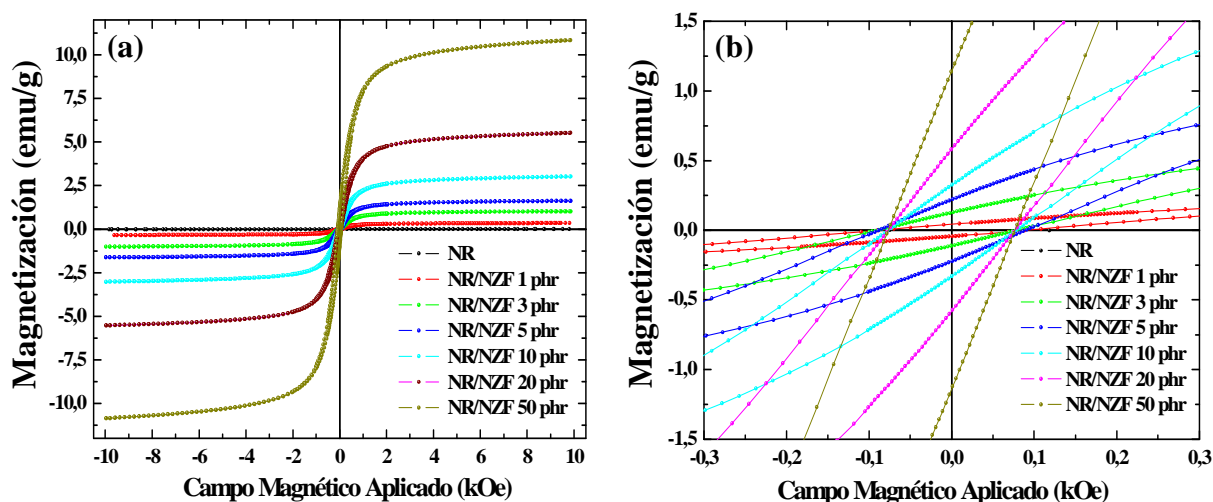 (a)
Magnetización (emu/g)
10,0
7,5
5,0
2,5
0,0
-2,5
-5,0
-7,5
-10,0
NR
NR/NZF 1 phr
NR/NZF 3 phr
NR/NZF 5 phr
NR/NZF 10 phr
NR/NZF 20 phr
NR/NZF 50 phr
-10 -8 -6 -4 -2 0 2 4 6 8 10
Campo Magnético Aplicado (kOe)
(b)
Magnetización (emu/g)
1,5
1,0
0,5
0,0
-0,5
-1,0
-1,5
NR
NR/NZF 1 phr
NR/NZF 3 phr
NR/NZF 5 phr
NR/NZF 10 phr
NR/NZF 20 phr
NR/NZF 50 phr
-0,3 -0,2 -0,1 0,0 0,1 0,2 0,3
Campo Magnético Aplicado (kOe)